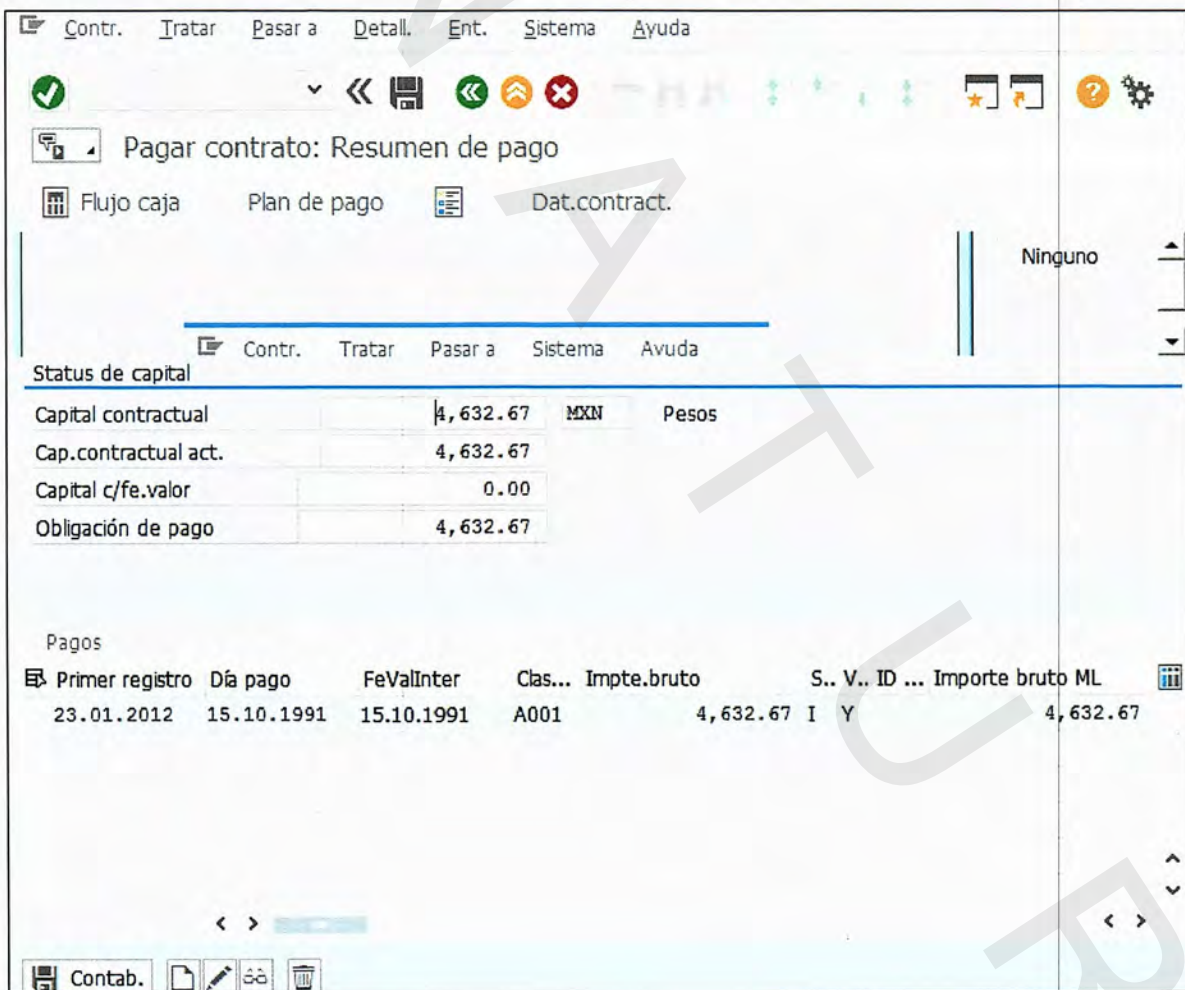 Contr. Tratar Pasar a Detall. Ent. Sistema Ayuda
Pagar contrato: Resumen de pago
Flujo caja Plan de pago Dat.contract.
Ninguno
Contr. Tratar Pasar a Sistema Avuda
Status de capital
Capital contractual 4,632.67 MXN Pesos
Cap.contractual act. 4,632.67
Capital c/fe.valor 0.00
Obligación de pago 4,632.67
Pagos
Primer registro Día pago FeValInter Clas... Impte.bruto S.. V.. ID ... Importe bruto ML
23.01.2012 15.10.1991 15.10.1991 A001 4,632.67 I Y 4,632.67
Contab.
A
T
U
R